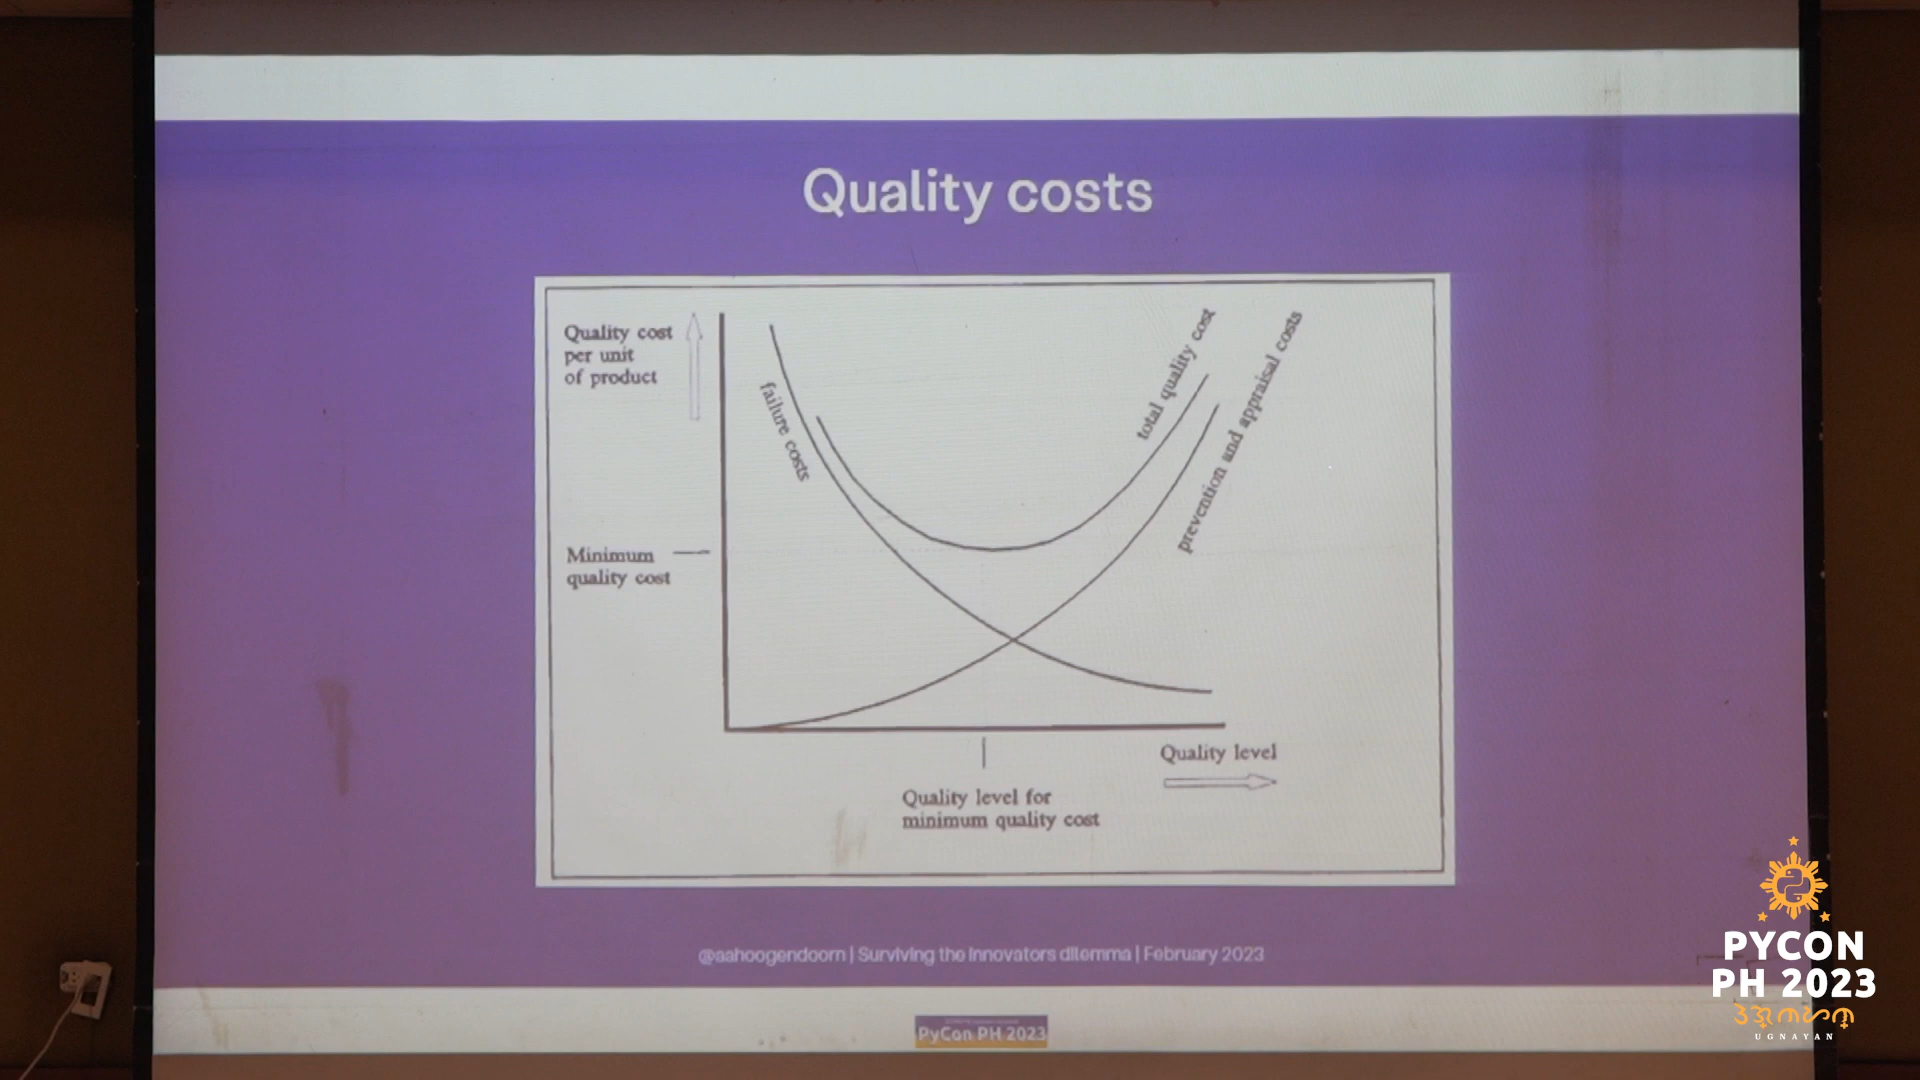 Quality costs
Quality cost
per unit
of product
failure costs
total quality cost
prevention and appraisal costs
Minimum
quality cost
Quality level
Quality level for
minimum quality cost
@aahoogendoorn | Surviving the innovators dilemma | February 2023
PyCon PH 2023
PYCON
PH 2023
UGNAYAN